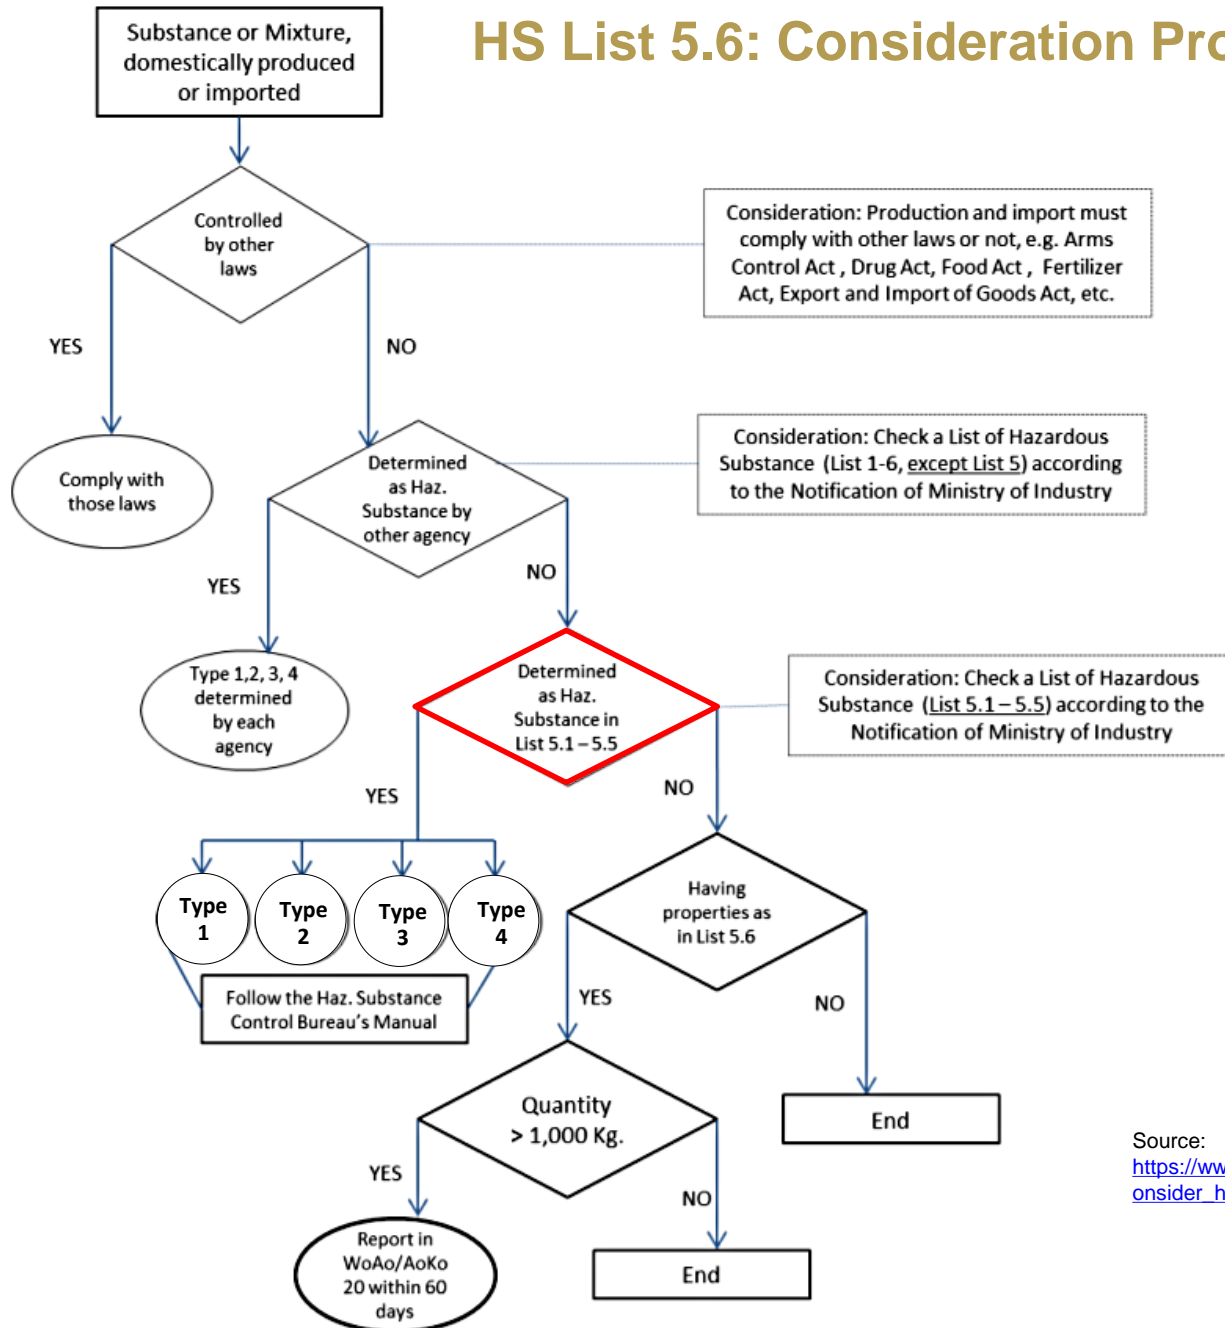 HS List 5.6: Consideration
Substance or Mixture,
domestically produced
or imported
Controlled
by other
laws
Consideration: Production and import must
comply with other laws or not, e.g. Arms
Control Act , Drug Act, Food Act , Fertilizer
Act, Export and Import of Goods Act, etc.
YES
NO
Comply with
those laws
Determined
as Haz.
Substance by
other agency
Consideration: Check a List of Hazardous
Substance (List 1-6, except List 5) according
to the Notification of Ministry of Industry
YES
NO
Type 1,2, 3, 4
determined
by each
agency
Determined
as Haz.
Substance in
List 5.1 – 5.5
Consideration: Check a List of Hazardous
Substance (List 5.1 – 5.5) according to the
Notification of Ministry of Industry
YES
NO
Type
1
Type
2
Type
3
Type
4
Follow the Haz. Substance
Control Bureau's Manual
Having
properties as
in List 5.6
YES
NO
Quantity
> 1,000 Kg.
End
YES
NO
Report in
WoAo/AoKo
20 within 60
days
End
Source:
https://ww
onsider_h